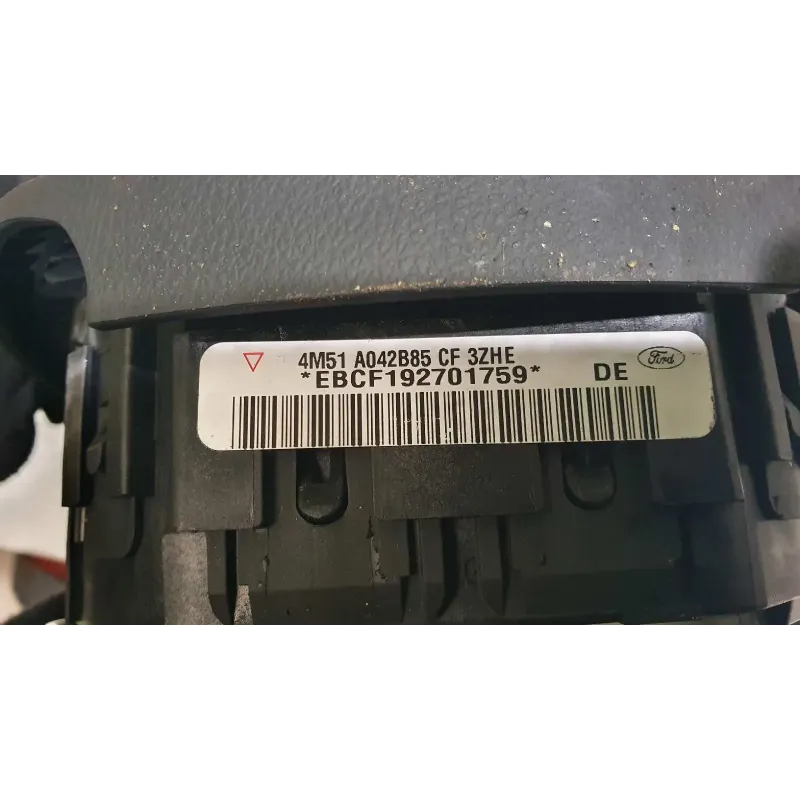 4M51 A042B85 CF 3ZHE
*EBCF192701759* DE
Ford